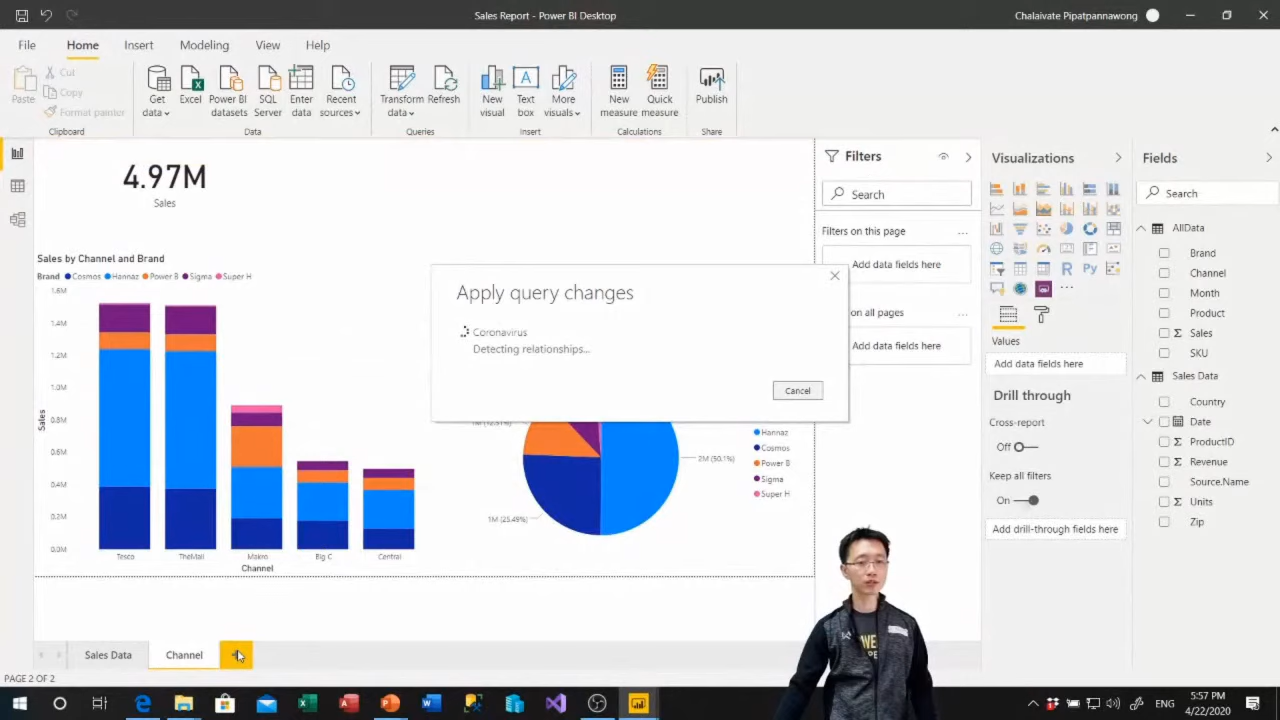 Sales Report - Power BI Desktop
Chalaivate Pipatpannawong
File Home Insert Modeling View Help
Paste
Cut
Copy
Format painter
Clipboard
Get data
Excel
Power BI datasets
SQL Server
Enter data
Recent sources
Data
Transform data
Refresh
Queries
New visual
Text box
More visuals
Insert
New measure
Quick measure
Calculations
Publish
Share
4.97M
Sales
Sales by Channel and Brand
Brand Cosmos Hannaz Power B Sigma Super H
1.6M
1.4M
1.2M
1.0M
0.8M
0.6M
0.4M
0.2M
0.0M
Sales
Tesco TheMall Makro Big C Central
Channel
Apply query changes
Coronavirus
Detecting relationships...
Cancel
2M (50.1%)
1M (25.49%)
Hannaz
Cosmos
Power B
Sigma
Super H
Filters
Search
Filters on this page
Add data fields here
on all pages
Add data fields here
Visualizations
R Py
Values
Add data fields here
Drill through
Cross-report
Off
Keep all filters
On
Add drill-through fields here
Fields
Search
AllData
Brand
Channel
Month
Product
Sales
SKU
Sales Data
Country
Date
ProductID
Revenue
Source.Name
Units
Zip
Sales Data
Channel
PAGE 2 OF 2
ENG
5:57 PM
4/22/2020